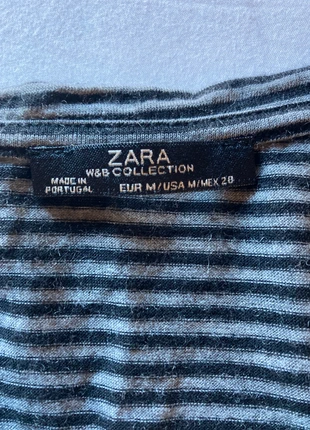 ZARA
W&B COLLECTION
MADE IN
PORTUGAL
EUR M/USA M/MEX 28